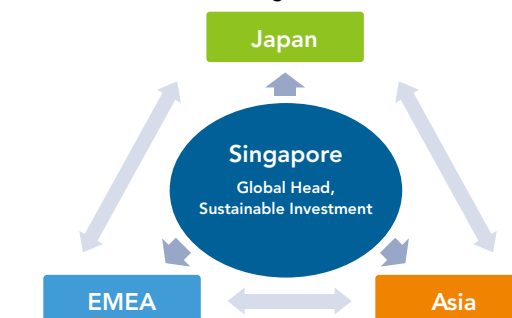 Japan
Singapore
Global Head,
Sustainable Investment
EMEA
Asia